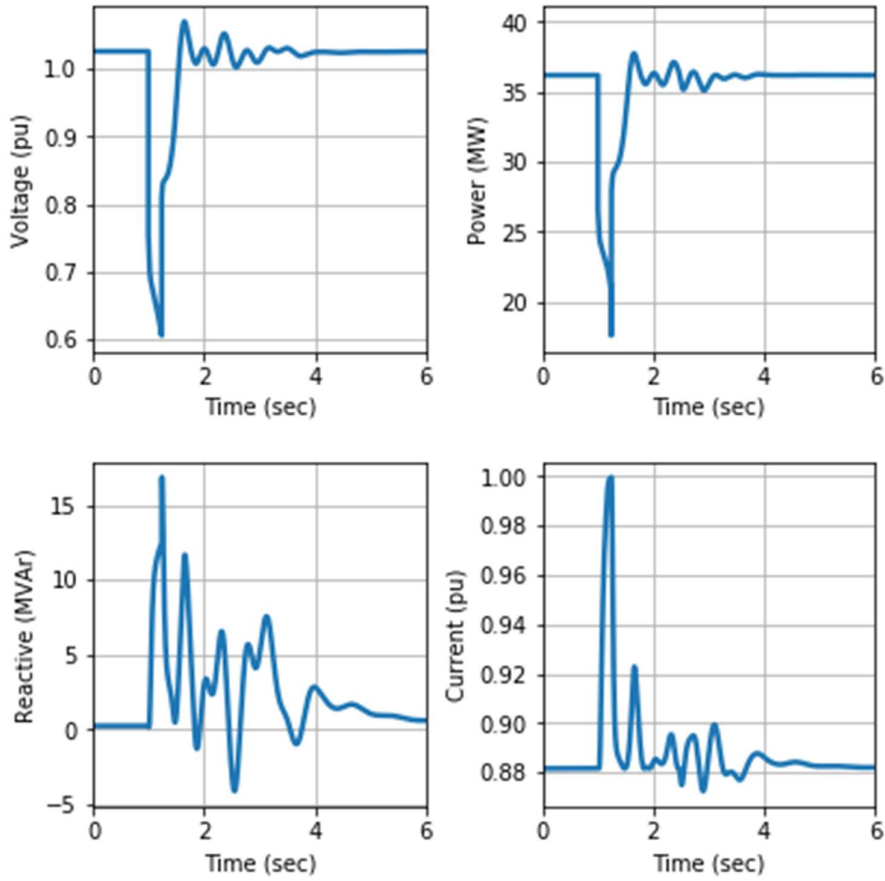 Voltage (pu)
1.0
0.9
0.8
0.7
0.6
0 2 4 6
Time (sec)
Power (MW)
40
35
30
25
20
0 2 4 6
Time (sec)
Reactive (MVAr)
15
10
5
0
−5
0 2 4 6
Time (sec)
Current (pu)
1.00
0.98
0.96
0.94
0.92
0.90
0.88
0 2 4 6
Time (sec)